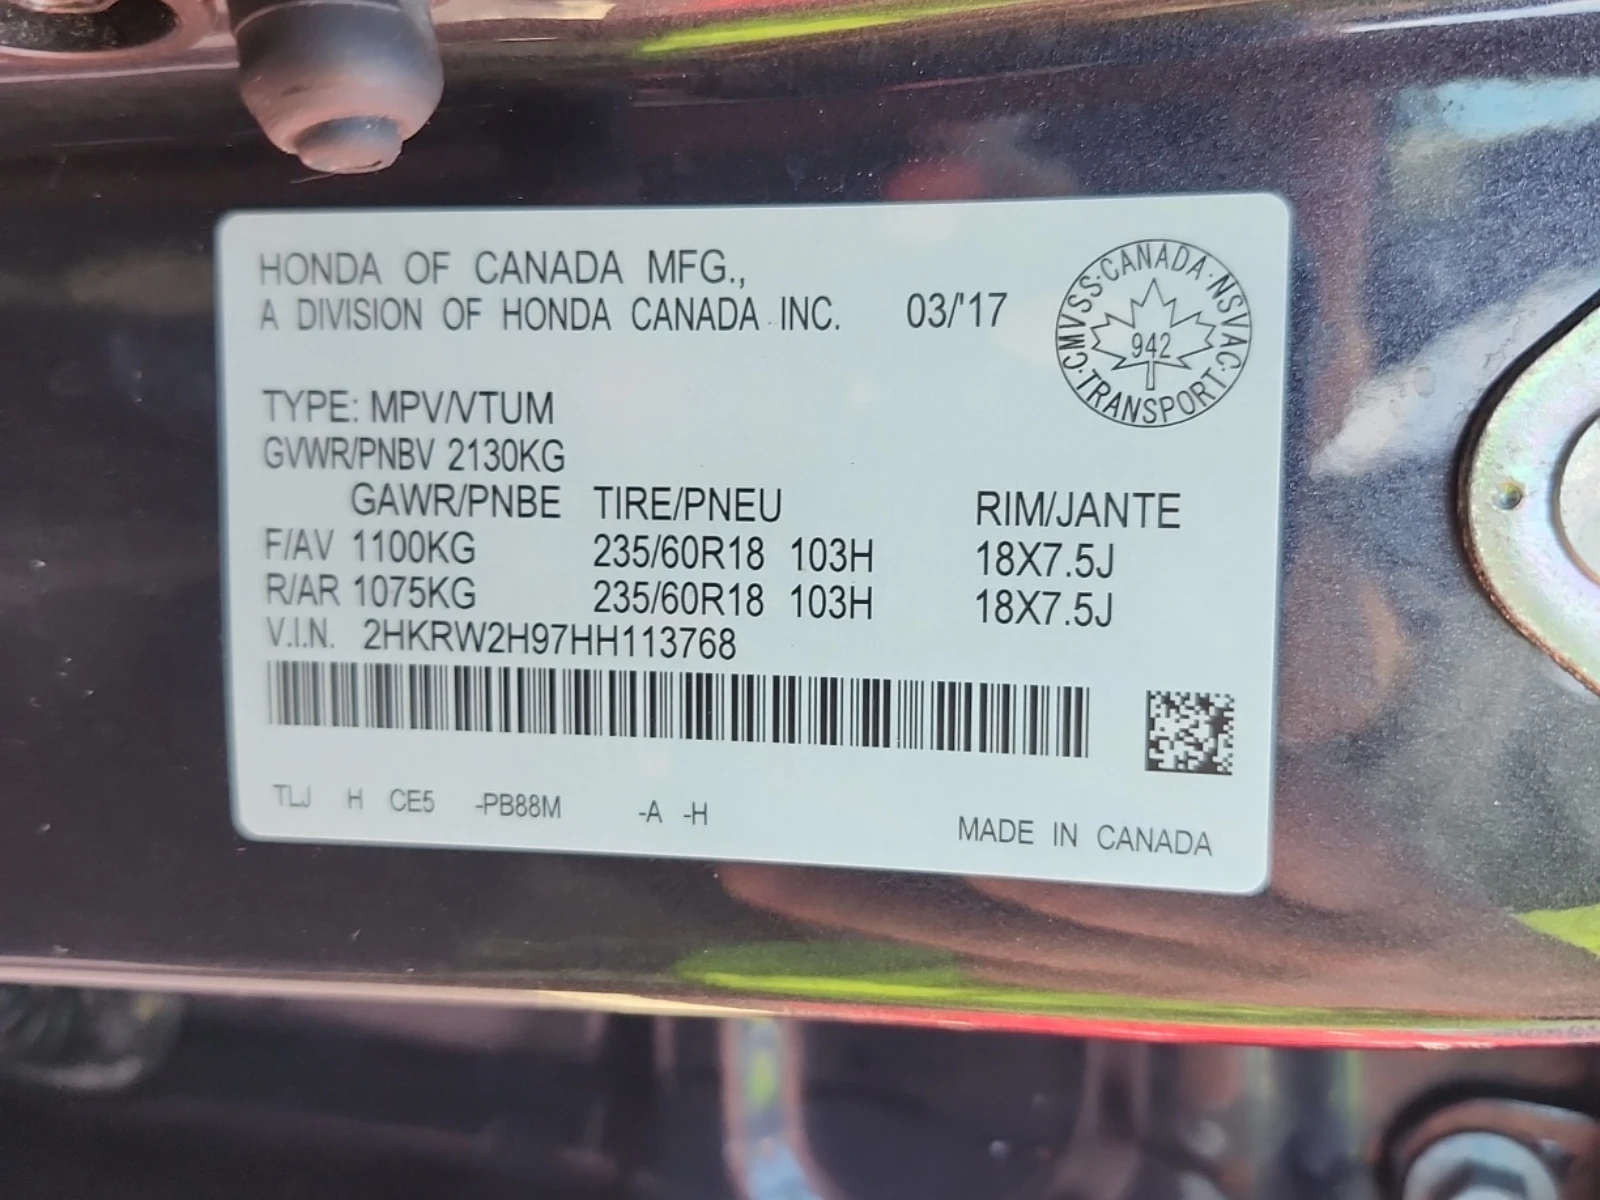 HONDA OF CANADA MFG.,
A DIVISION OF HONDA CANADA INC. 03/'17
CMVSS·CANADA·NSVAC·TRANSPORT·
942
TYPE: MPV/VTUM
GVWR/PNBV 2130KG
GAWR/PNBE TIRE/PNEU RIM/JANTE
F/AV 1100KG 235/60R18 103H 18X7.5J
R/AR 1075KG 235/60R18 103H 18X7.5J
V.I.N. 2HKRW2H97HH113768
TLJ H CE5 -PB88M -A -H
MADE IN CANADA